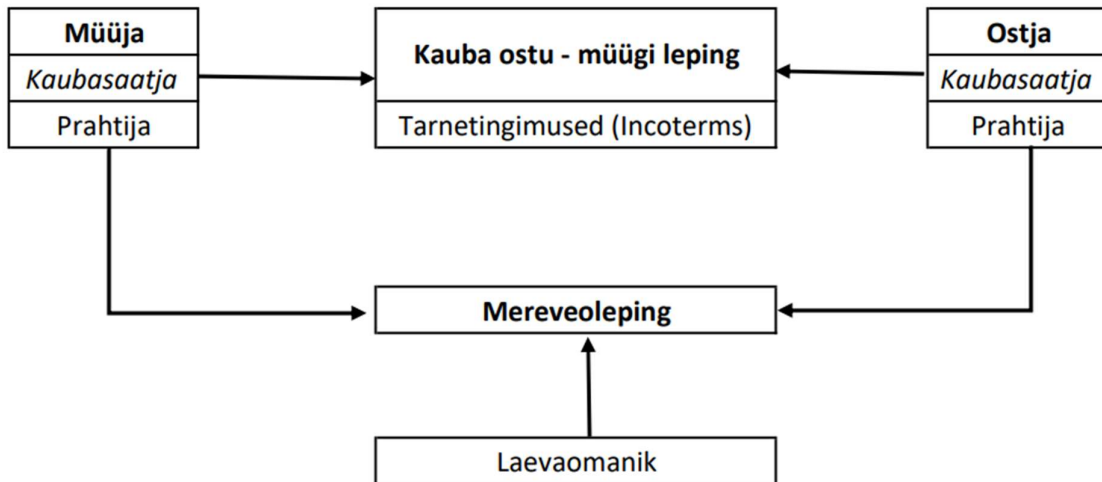 Müüja
Kaubasaatja
Prahtija
Kauba ostu - müügi leping
Tarnetingimused (Incoterms)
Ostja
Kaubasaatja
Prahtija
Mereveoleping
Laevaomanik